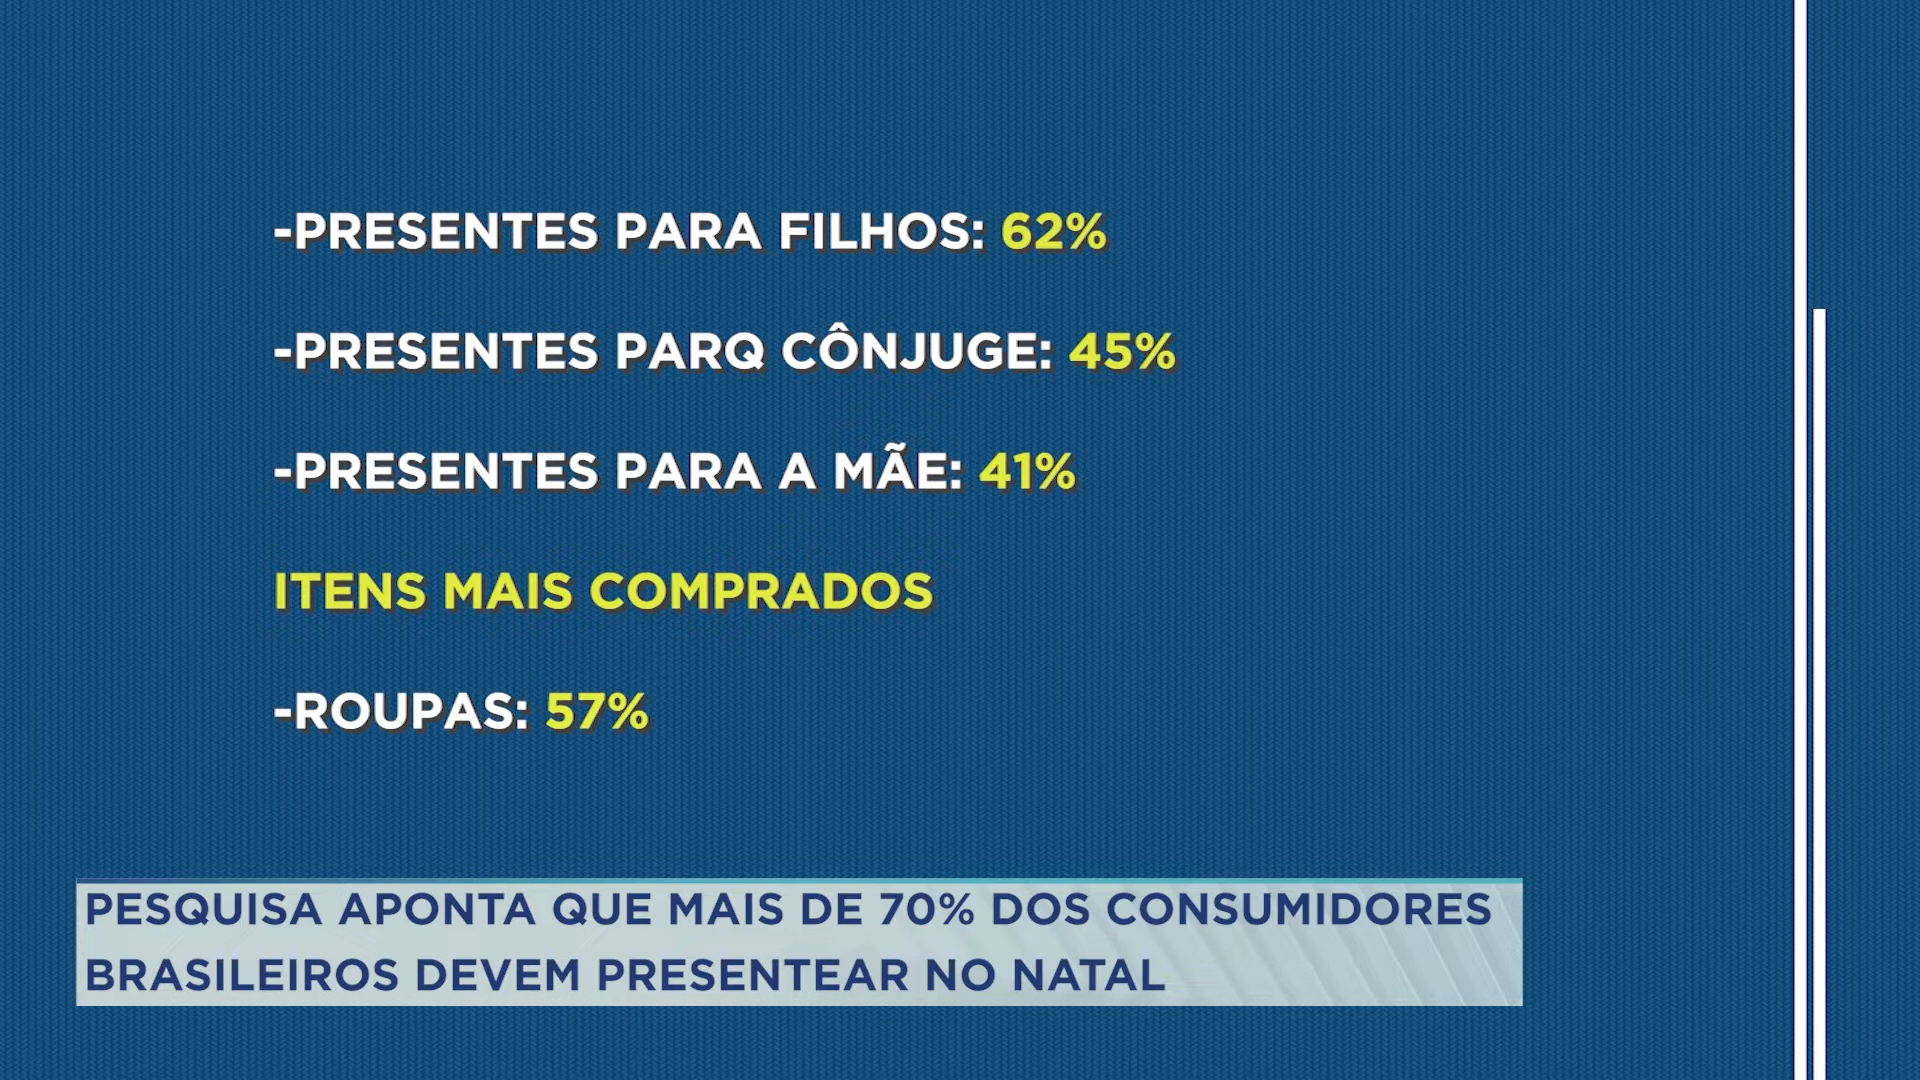 -PRESENTES PARA FILHOS: 62%
-PRESENTES PARQ CÔNJUGE: 45%
-PRESENTES PARA A MÃE: 41%
ITENS MAIS COMPRADOS
-ROUPAS: 57%
PESQUISA APONTA QUE MAIS DE 70% DOS CONSUMIDORES
BRASILEIROS DEVEM PRESENTEAR NO NATAL